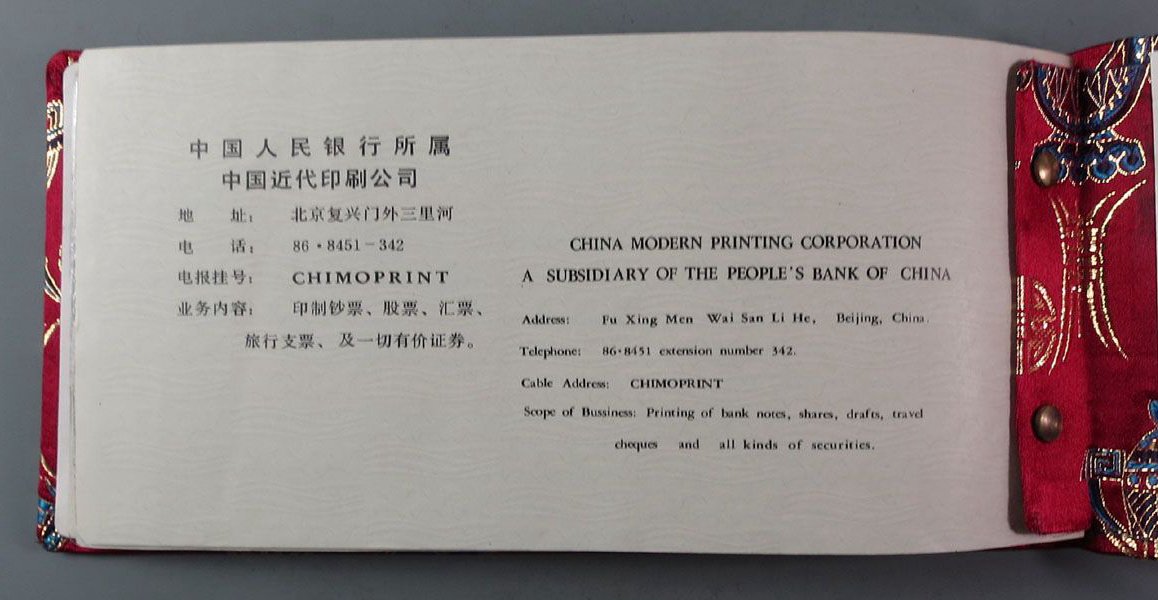 中国人民银行所属
中国近代印刷公司
地 址: 北京复兴门外三里河
电 话: 86·8451-342
电报挂号: CHIMOPRINT
业务内容: 印制钞票、股票、汇票、
旅行支票、及一切有价证券。
CHINA MODERN PRINTING CORPORATION
A SUBSIDIARY OF THE PEOPLE'S BANK OF CHINA
Address: Fu Xing Men Wai San Li He, Beijing, China.
Telephone: 86·8451 extension number 342.
Cable Address: CHIMOPRINT
Scope of Bussiness: Printing of bank notes, shares, drafts, travel
cheques and all kinds of securities.